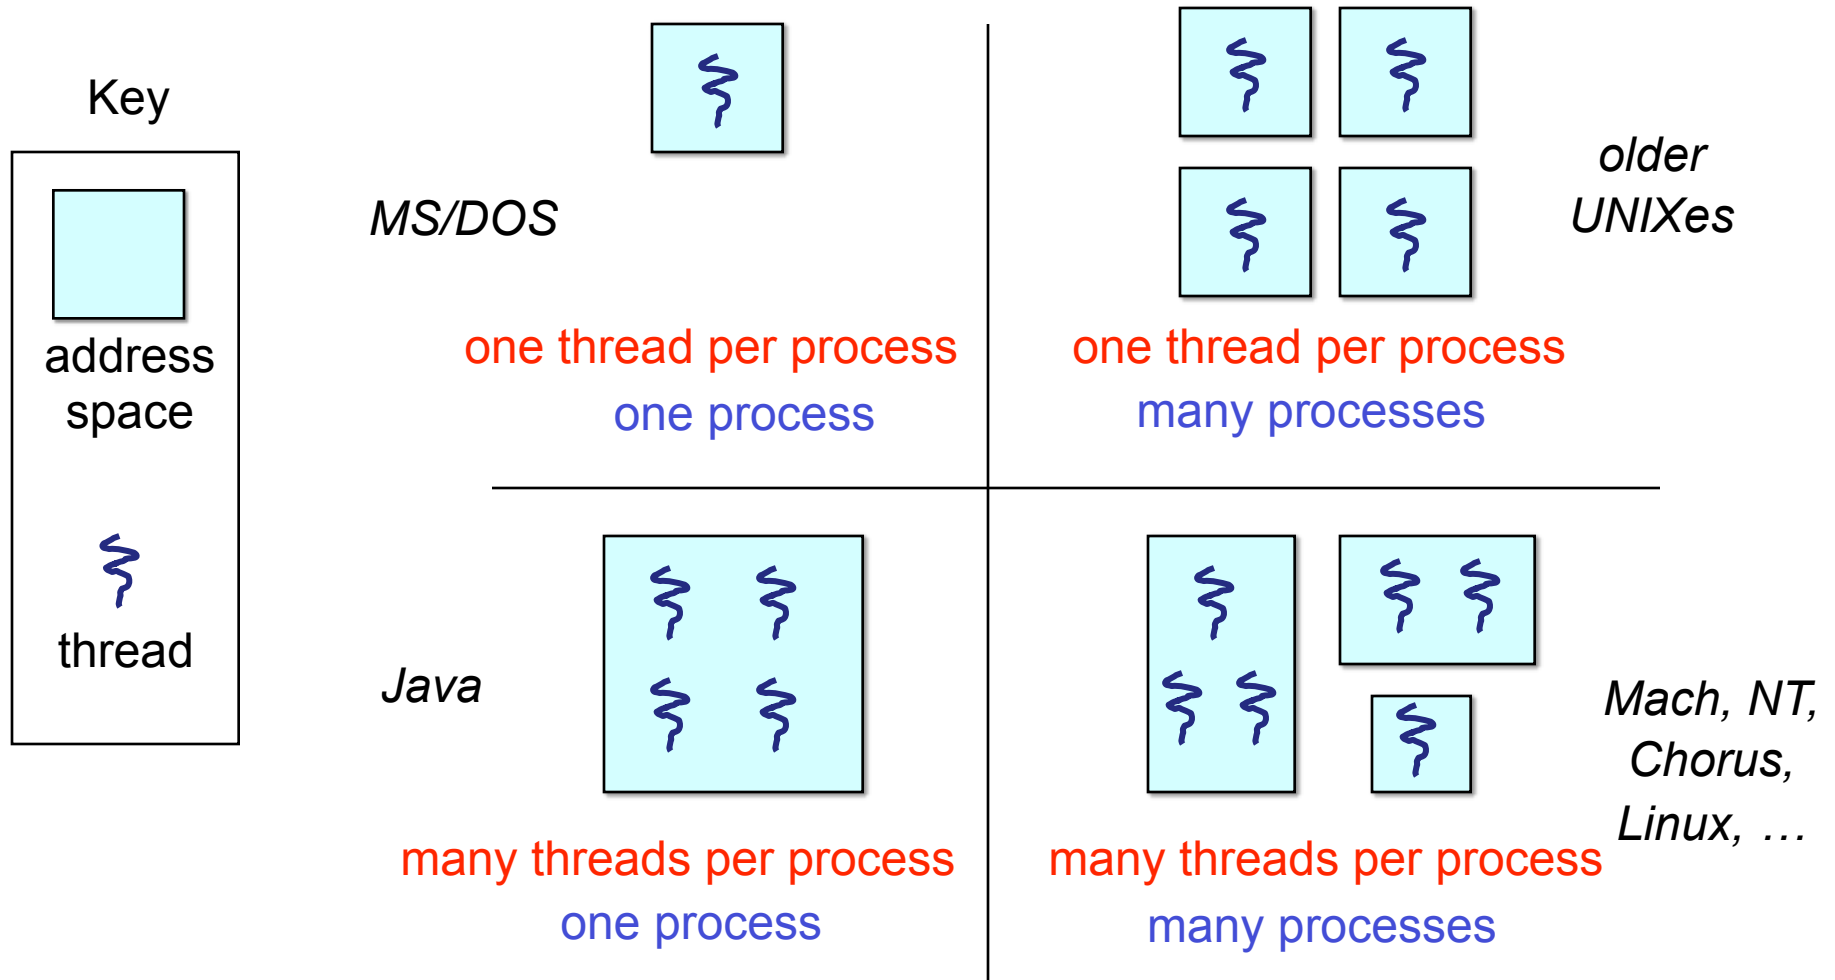 Key
address
space
thread
MS/DOS
one thread per process
one process
older
UNIXes
one thread per process
many processes
Java
many threads per process
one process
Mach, NT,
Chorus,
Linux, …
many threads per process
many processes